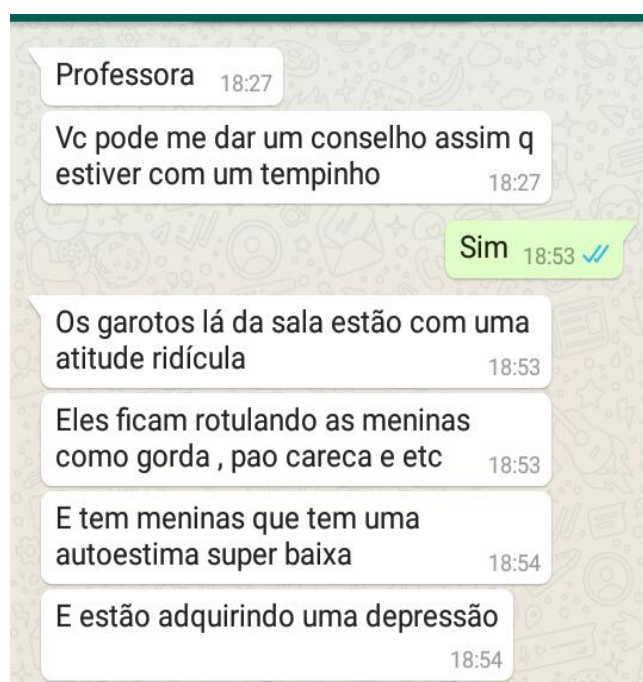 Professora 18:27
Vc pode me dar um conselho assim q
estiver com um tempinho 18:27
Sim 18:53
Os garotos lá da sala estão com uma
atitude ridícula 18:53
Eles ficam rotulando as meninas
como gorda , pao careca e etc 18:53
E tem meninas que tem uma
autoestima super baixa 18:54
E estão adquirindo uma depressão
18:54